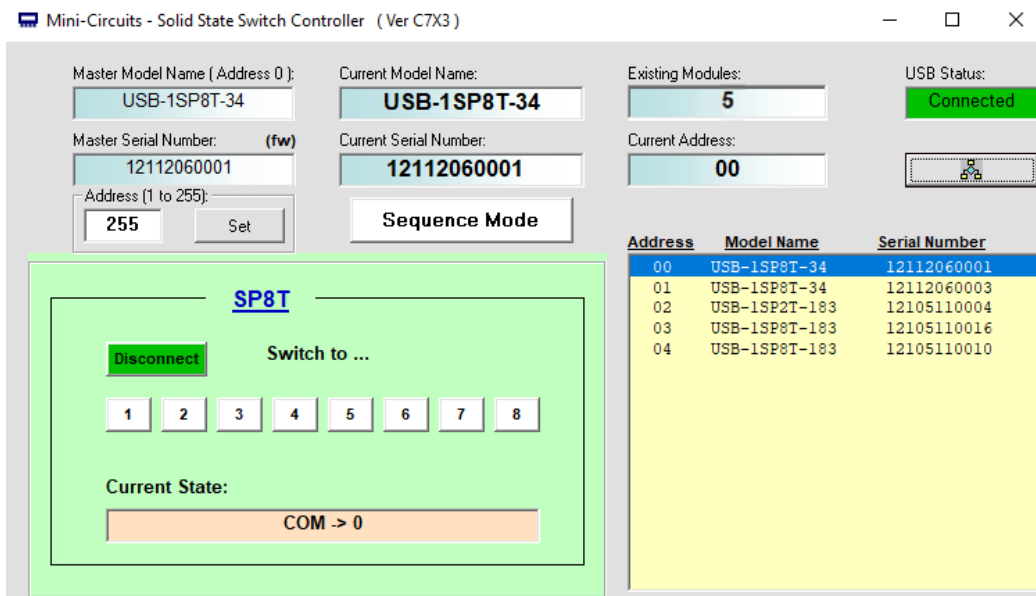 Mini-Circuits - Solid State Switch Controller ( Ver C7X3 )
Master Model Name ( Address 0 ): Current Model Name: Existing Modules: USB Status:
USB-1SP8T-34 USB-1SP8T-34 5 Connected
Master Serial Number: (fw) Current Serial Number: Current Address:
12112060001 12112060001 00
Address (1 to 255):
255 Set Sequence Mode
Address Model Name Serial Number
00 USB-1SP8T-34 12112060001
01 USB-1SP8T-34 12112060003
02 USB-1SP2T-183 12105110004
03 USB-1SP8T-183 12105110016
04 USB-1SP8T-183 12105110010
SP8T
Disconnect Switch to ...
1 2 3 4 5 6 7 8
Current State:
COM -> 0